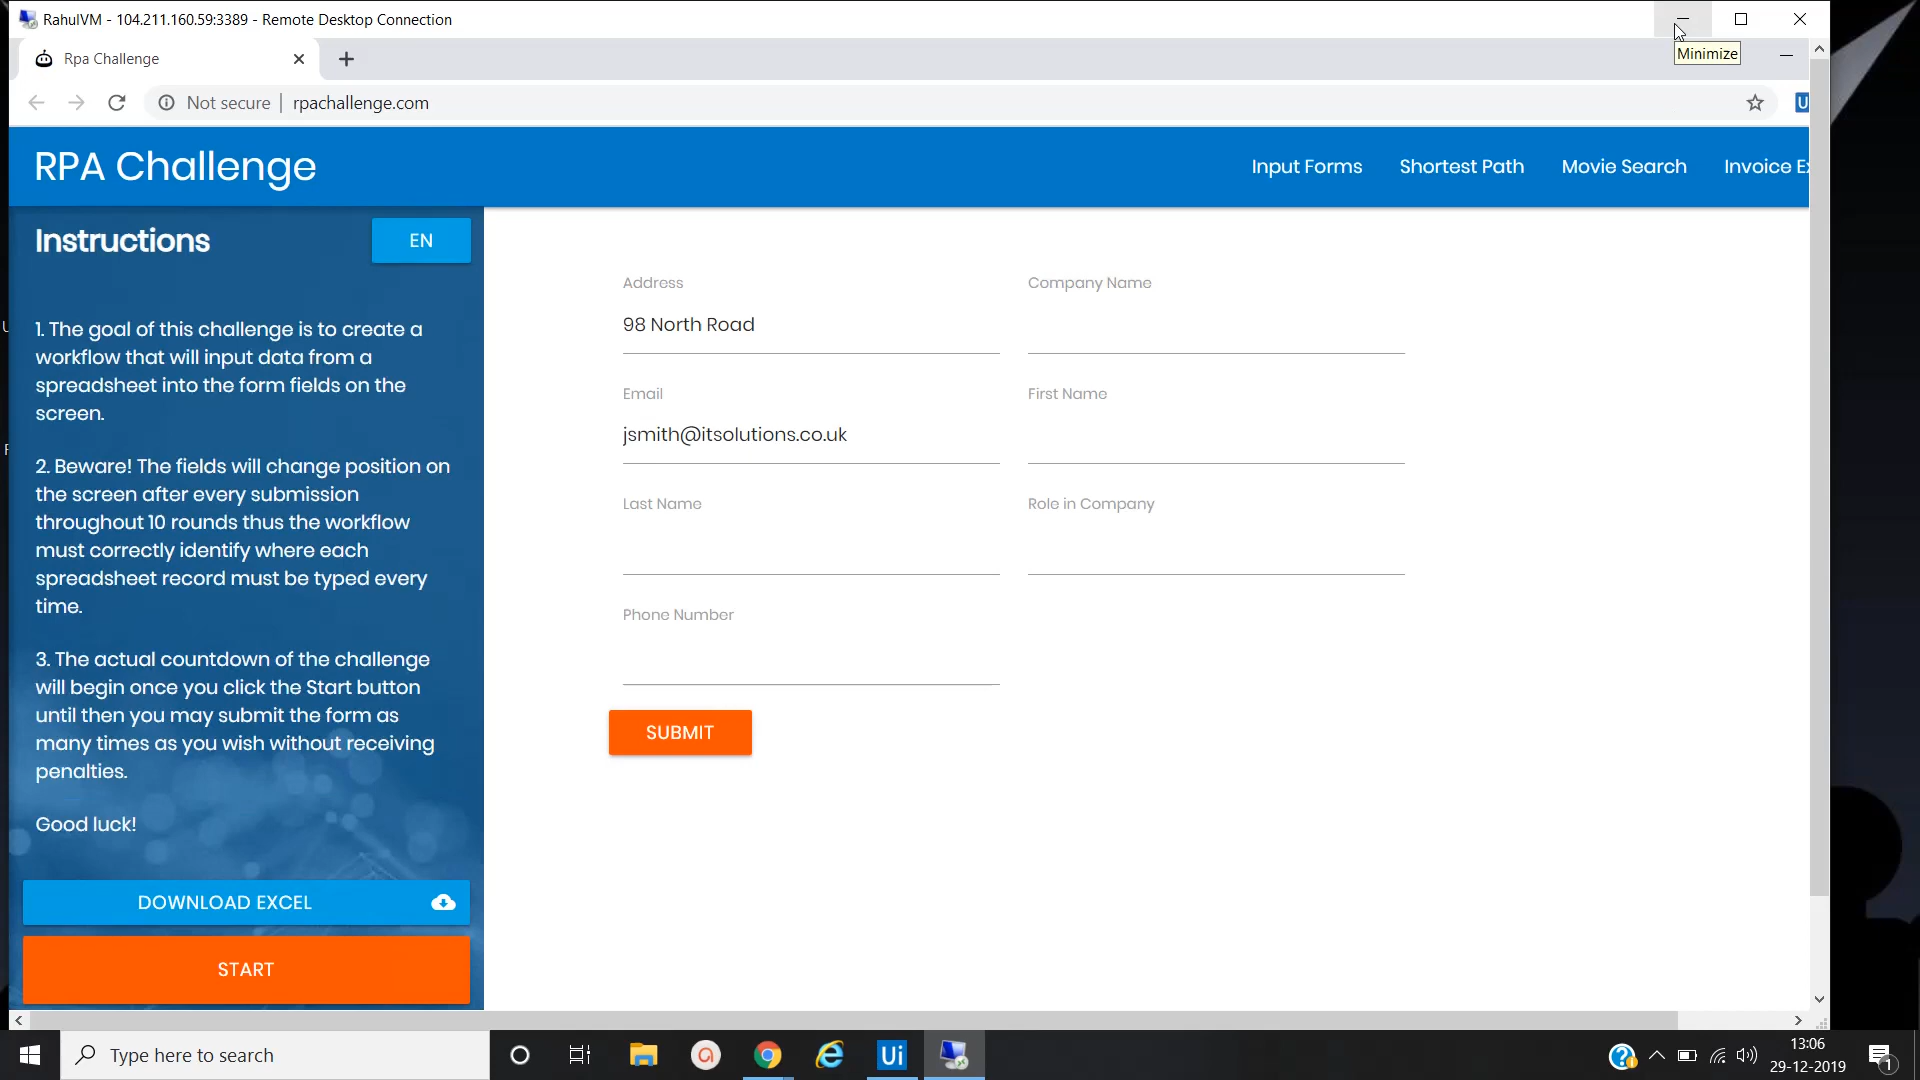 RahulVM - 104.211.160.59:3389 - Remote Desktop Connection
Minimize
Rpa Challenge
Not secure | rpachallenge.com
U
RPA Challenge
Input Forms
Shortest Path
Movie Search
Invoice Ex
Instructions
EN
1. The goal of this challenge is to create a
workflow that will input data from a
spreadsheet into the form fields on the
screen.
2. Beware! The fields will change position on
the screen after every submission
throughout 10 rounds thus the workflow
must correctly identify where each
spreadsheet record must be typed every
time.
3. The actual countdown of the challenge
will begin once you click the Start button
until then you may submit the form as
many times as you wish without receiving
penalties.
Good luck!
DOWNLOAD EXCEL
START
Address
98 North Road
Company Name
Email
jsmith@itsolutions.co.uk
First Name
Last Name
Role in Company
Phone Number
SUBMIT
Type here to search
Ui
13:06
29-12-2019
1